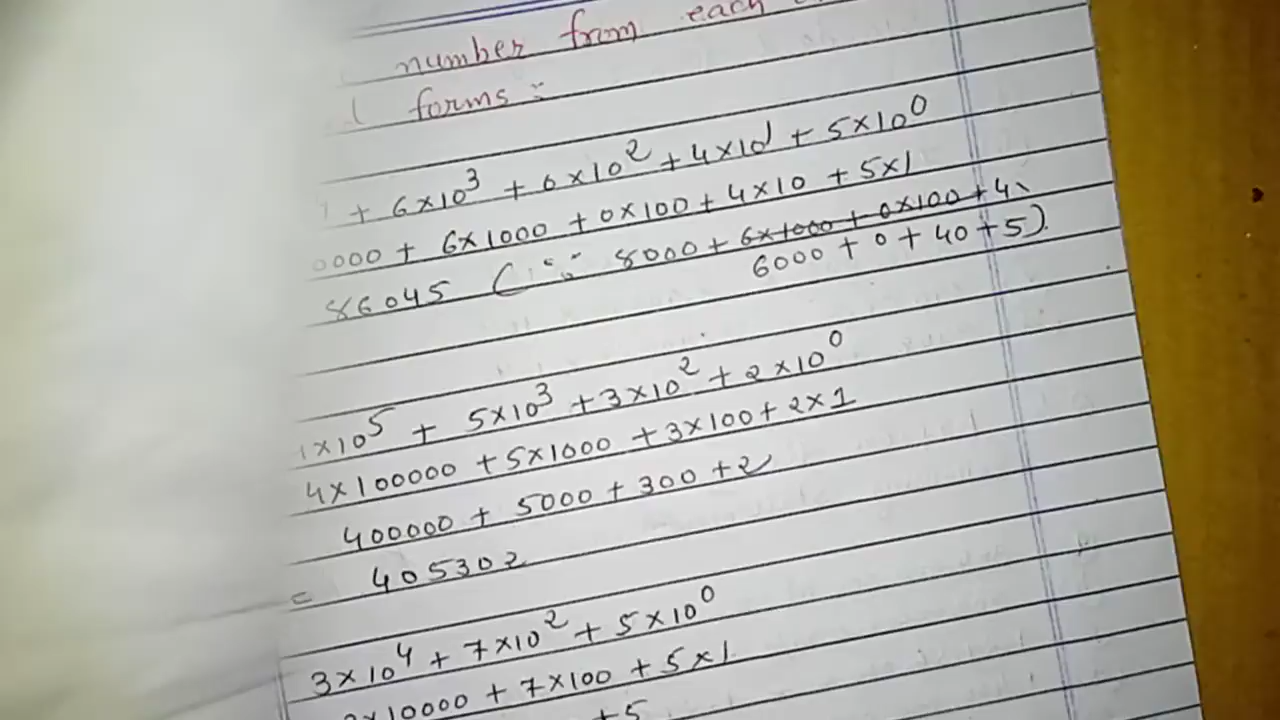 number from each
forms :
+ 6×10³ + 0×10² + 4×10¹ + 5×10⁰
0000 + 6×1000 + 0×100 + 4×10 + 5×1
86045 ( ∵ 8000 + 6×1000 + 0×100 + 4
6000 + 0 + 40 + 5)
×10⁵ + 5×10³ + 3×10² + 2×10⁰
4×100000 + 5×1000 + 3×100 + 2×1
400000 + 5000 + 300 + 2
= 405302
3×10⁴ + 7×10² + 5×10⁰
×10000 + 7×100 + 5×1
+5